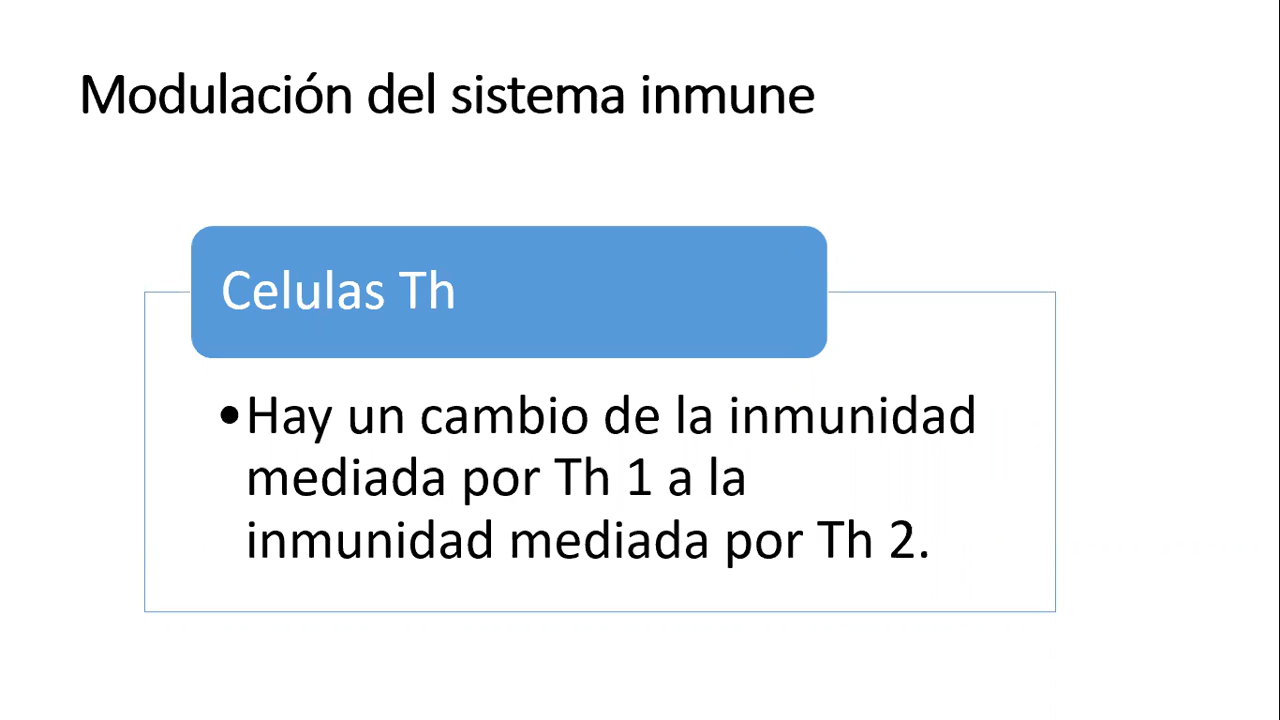 Modulación del sistema inmune
Celulas Th
•Hay un cambio de la inmunidad
mediada por Th 1 a la
inmunidad mediada por Th 2.